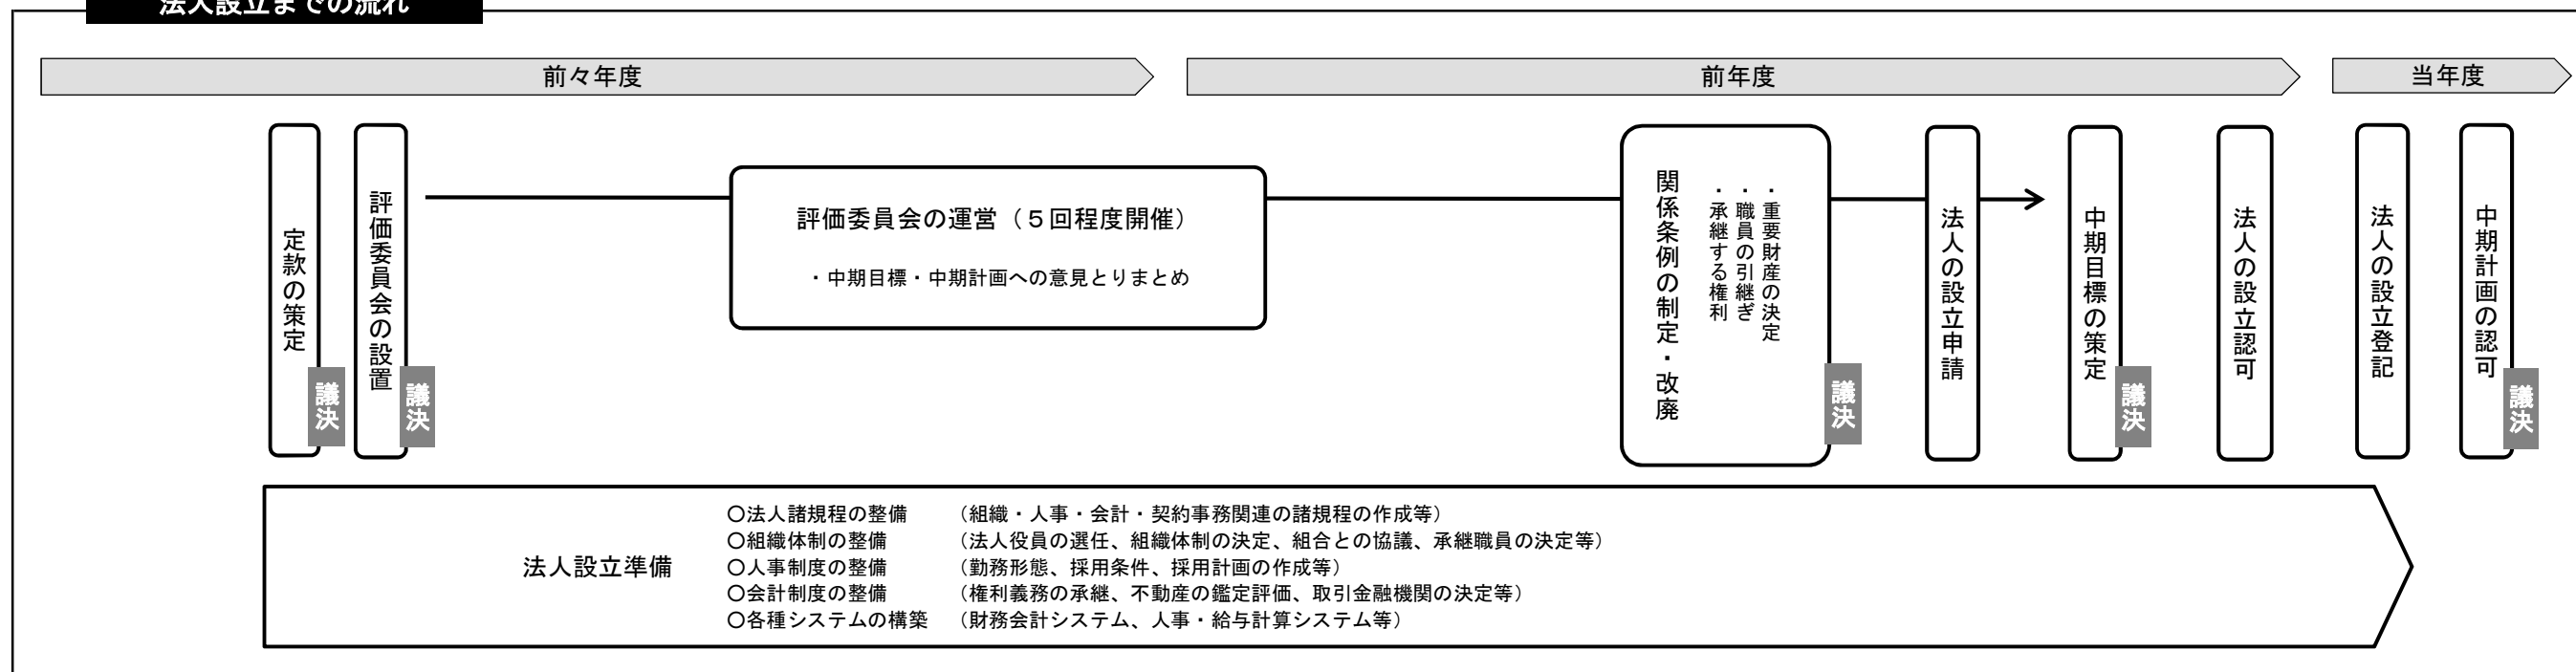 法人設立までの流れ
前々年度
前年度
当年度
定款の策定
議決
評価委員会の設置
議決
評価委員会の運営（５回程度開催）
・中期目標・中期計画への意見とりまとめ
関係条例の制定・改廃
・重要財産の決定
・職員の引継ぎ
・承継する権利
議決
法人の設立申請
中期目標の策定
議決
法人の設立認可
法人の設立登記
中期計画の認可
議決
法人設立準備
〇法人諸規程の整備　（組織・人事・会計・契約事務関連の諸規程の作成等）
〇組織体制の整備　（法人役員の選任、組織体制の決定、組合との協議、承継職員の決定等）
〇人事制度の整備　（勤務形態、採用条件、採用計画の作成等）
〇会計制度の整備　（権利義務の承継、不動産の鑑定評価、取引金融機関の決定等）
〇各種システムの構築　（財務会計システム、人事・給与計算システム等）